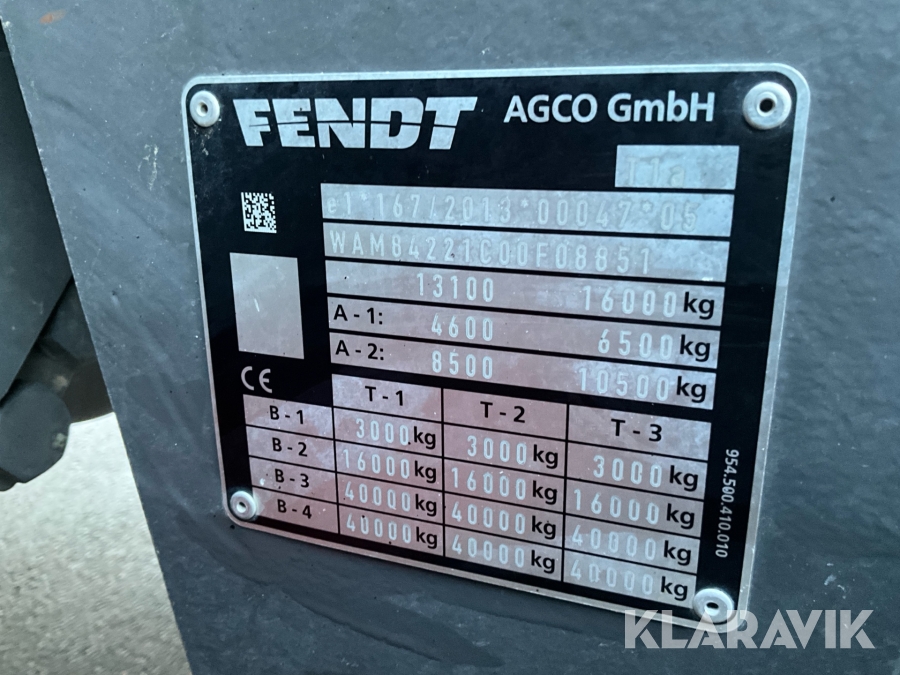 FENDT AGCO GmbH
T1a
e1*167/2013*00047*05
WAM84221C00F08851
13100 16000 kg
A - 1: 4600 6500 kg
A - 2: 8500 10500 kg
CE
T - 1 T - 2 T - 3
B - 1 3000 kg 3000 kg 3000 kg
B - 2 16000 kg 16000 kg 16000 kg
B - 3 40000 kg 40000 kg 40000 kg
B - 4 40000 kg 40000 kg 40000 kg
954.500.410.010
KLARAVIK